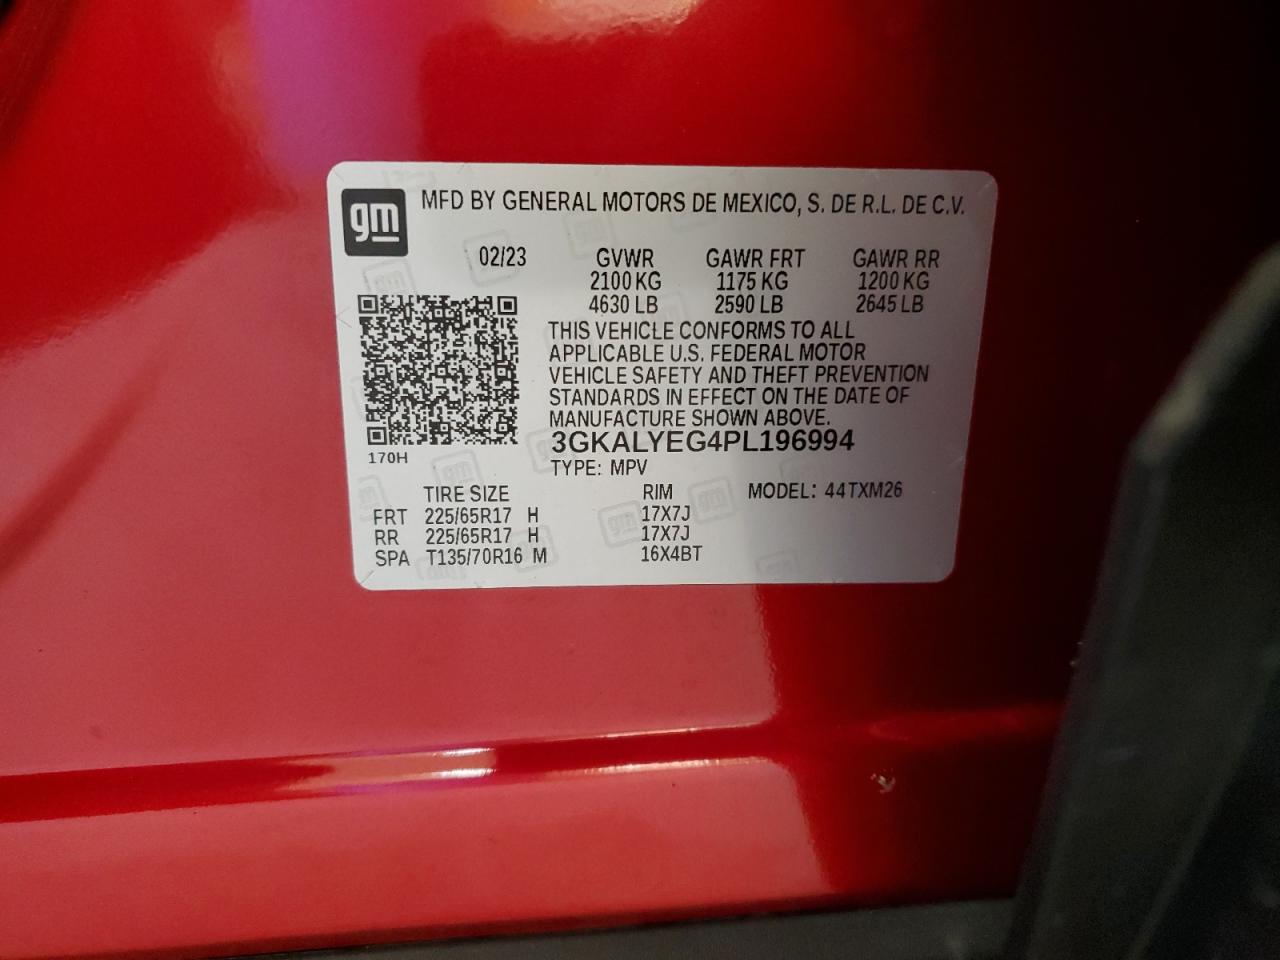 gm
MFD BY GENERAL MOTORS DE MEXICO, S. DE R.L. DE C.V.
02/23 GVWR GAWR FRT GAWR RR
2100 KG 1175 KG 1200 KG
4630 LB 2590 LB 2645 LB
THIS VEHICLE CONFORMS TO ALL
APPLICABLE U.S. FEDERAL MOTOR
VEHICLE SAFETY AND THEFT PREVENTION
STANDARDS IN EFFECT ON THE DATE OF
MANUFACTURE SHOWN ABOVE.
3GKALYEG4PL196994
170H
TYPE: MPV
TIRE SIZE RIM MODEL: 44TXM26
FRT 225/65R17 H 17X7J
RR 225/65R17 H 17X7J
SPA T135/70R16 M 16X4BT